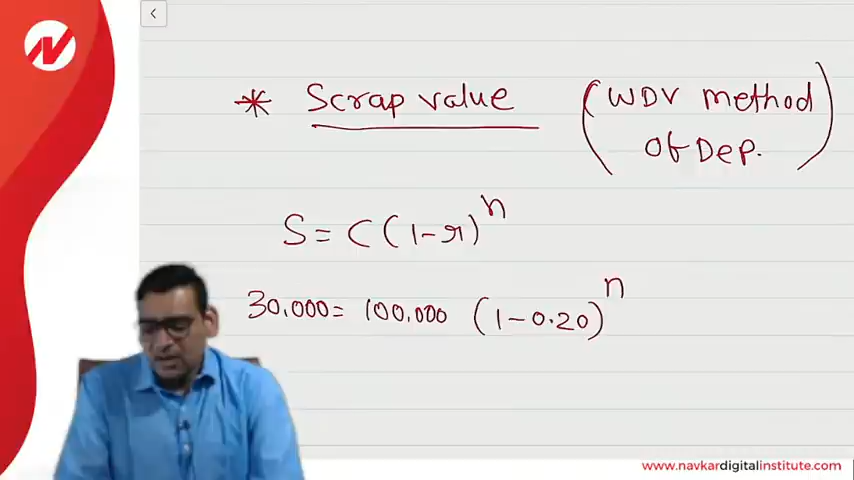 * Scrap value (WDV method
of Dep.)
S = C (1-r)^n
30,000 = 100,000 (1-0.20)^n
www.navkardigitalinstitute.com